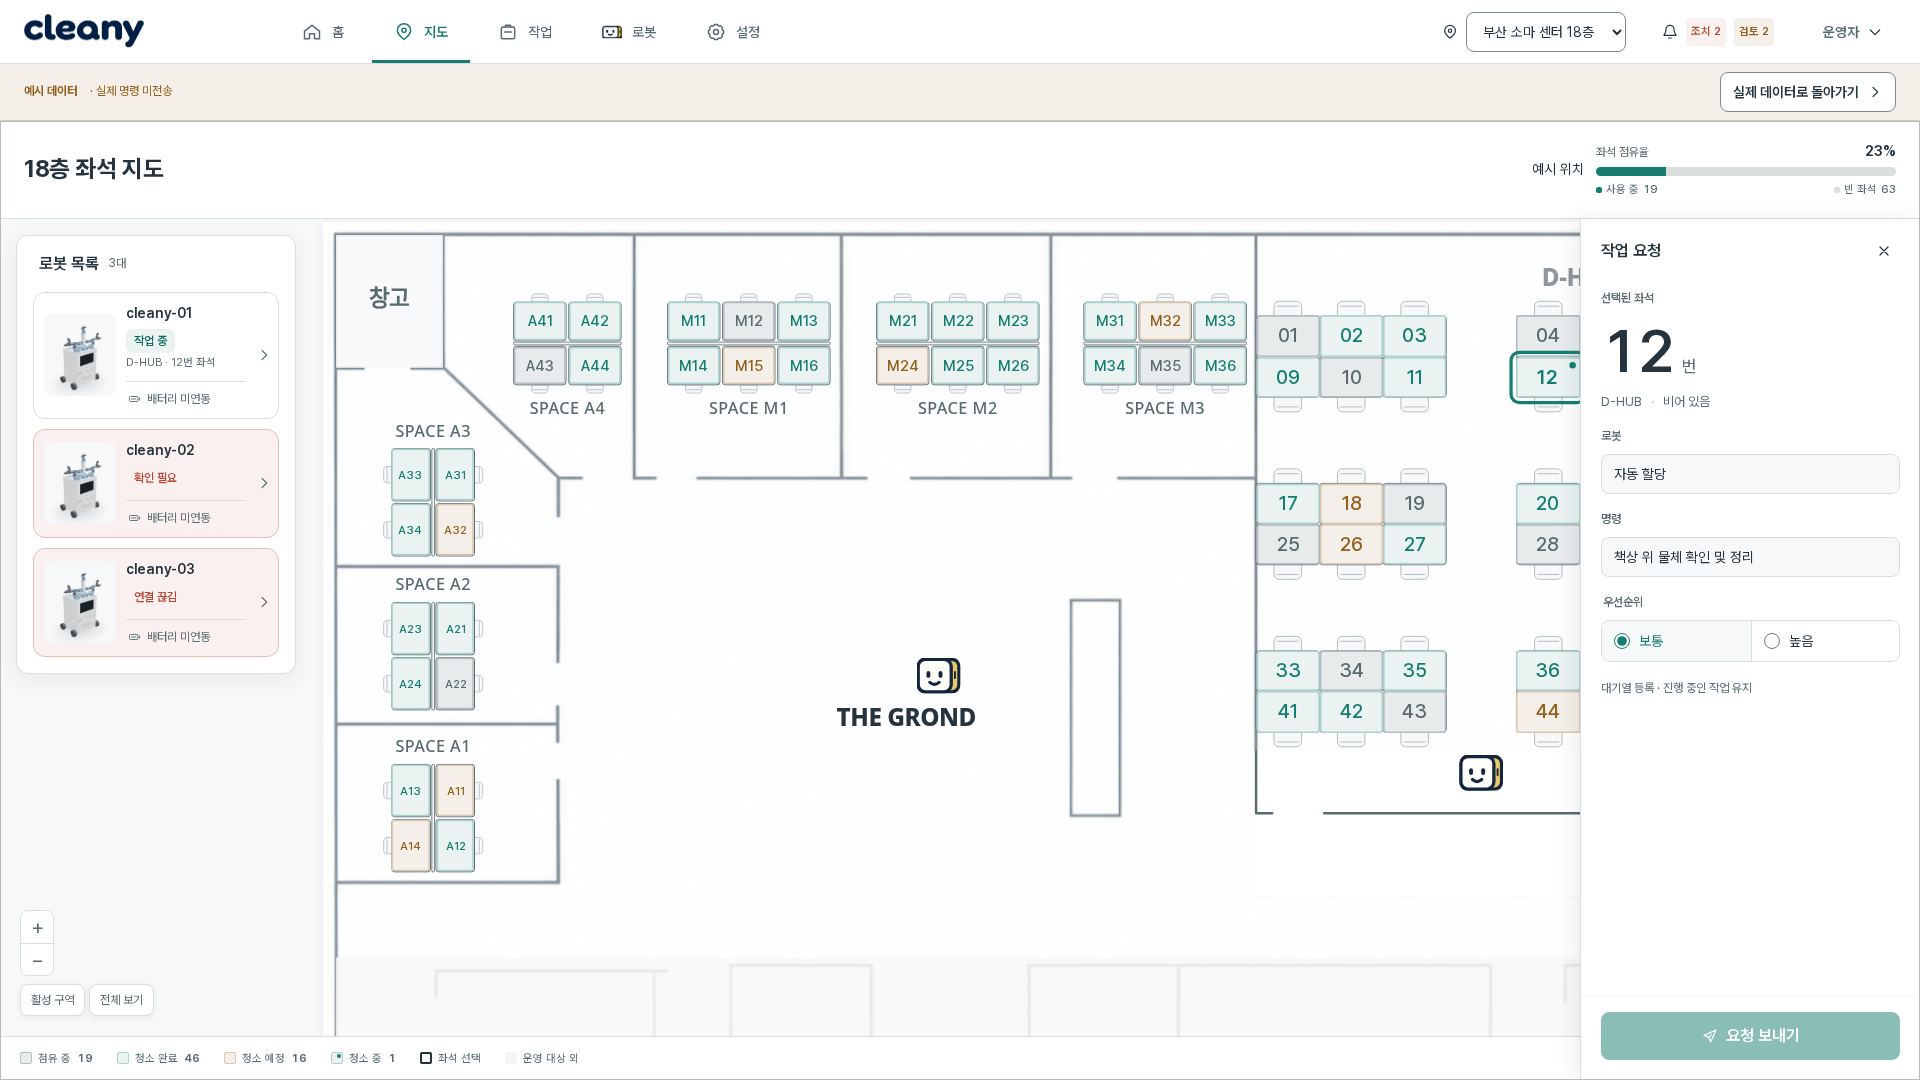 cleany
홈
지도
작업
로봇
설정
부산 소마 센터 18층
조치 2
검토 2
운영자
예시 데이터 · 실제 명령 미전송
실제 데이터로 돌아가기
18층 좌석 지도
예시 위치
좌석 점유율 23%
사용 중 19
빈 좌석 63
로봇 목록 3대
cleany-01
작업 중
D-HUB · 12번 좌석
배터리 미연동
cleany-02
확인 필요
배터리 미연동
cleany-03
연결 끊김
배터리 미연동
창고
A41 A42
A43 A44
SPACE A4
M11 M12 M13
M14 M15 M16
SPACE M1
M21 M22 M23
M24 M25 M26
SPACE M2
M31 M32 M33
M34 M35 M36
SPACE M3
D-H
01 02 03 04
09 10 11 12
17 18 19 20
25 26 27 28
33 34 35 36
41 42 43 44
SPACE A3
A33 A31
A34 A32
SPACE A2
A23 A21
A24 A22
SPACE A1
A13 A11
A14 A12
THE GROND
+
−
활성 구역
전체 보기
점유 중 19
청소 완료 46
청소 예정 16
청소 중 1
좌석 선택
운영 대상 외
작업 요청
선택된 좌석
12 번
D-HUB · 비어 있음
로봇
자동 할당
명령
책상 위 물체 확인 및 정리
우선순위
보통
높음
대기열 등록 · 진행 중인 작업 유지
요청 보내기